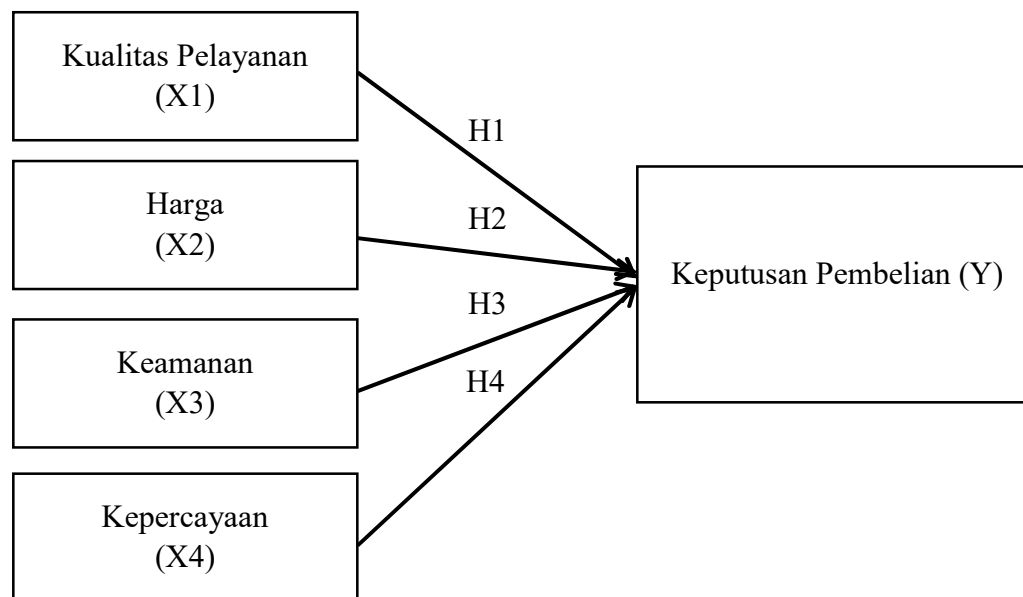 Kualitas Pelayanan
(X1)
H1
Harga
(X2)
H2
Keputusan Pembelian (Y)
H3
Keamanan
(X3)
H4
Kepercayaan
(X4)